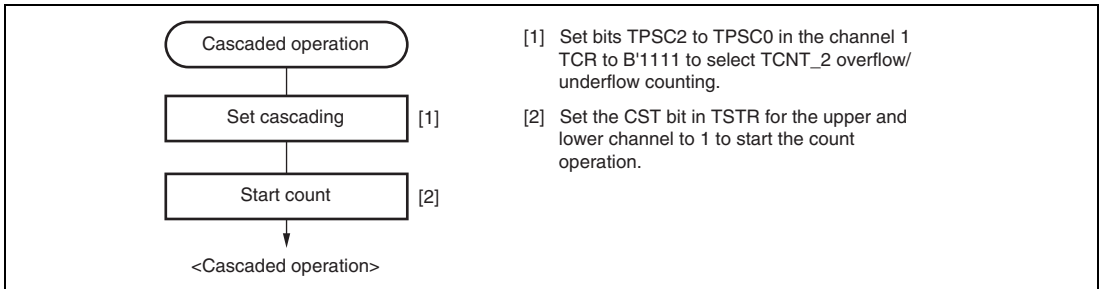 Cascaded operation
Set cascading
[1]
Start count
[2]
<Cascaded operation>
[1] Set bits TPSC2 to TPSC0 in the channel 1
TCR to B'1111 to select TCNT_2 overflow/
underflow counting.
[2] Set the CST bit in TSTR for the upper and
lower channel to 1 to start the count
operation.